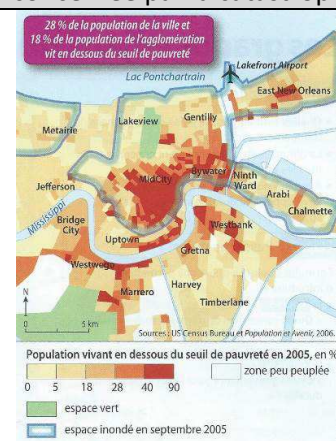 28 % de la population de la ville et
18 % de la population de l'agglomération
vit en dessous du seuil de pauvreté
Lac Pontchartrain
Lakefront Airport
East New Orleans
Gentilly
Lakeview
Metairie
Bywater
Ninth
Ward
MidCity
Jefferson
Arabi
Chalmette
Mississippi
Bridge
City
Uptown
Westbank
Gretna
Westwego
Harvey
Marrero
Timberlane
N
0 5 km
Sources : US Census Bureau et Population et Avenir, 2006.
Population vivant en dessous du seuil de pauvreté en 2005, en %
0 5 18 28 40 90
zone peu peuplée
espace vert
espace inondé en septembre 2005